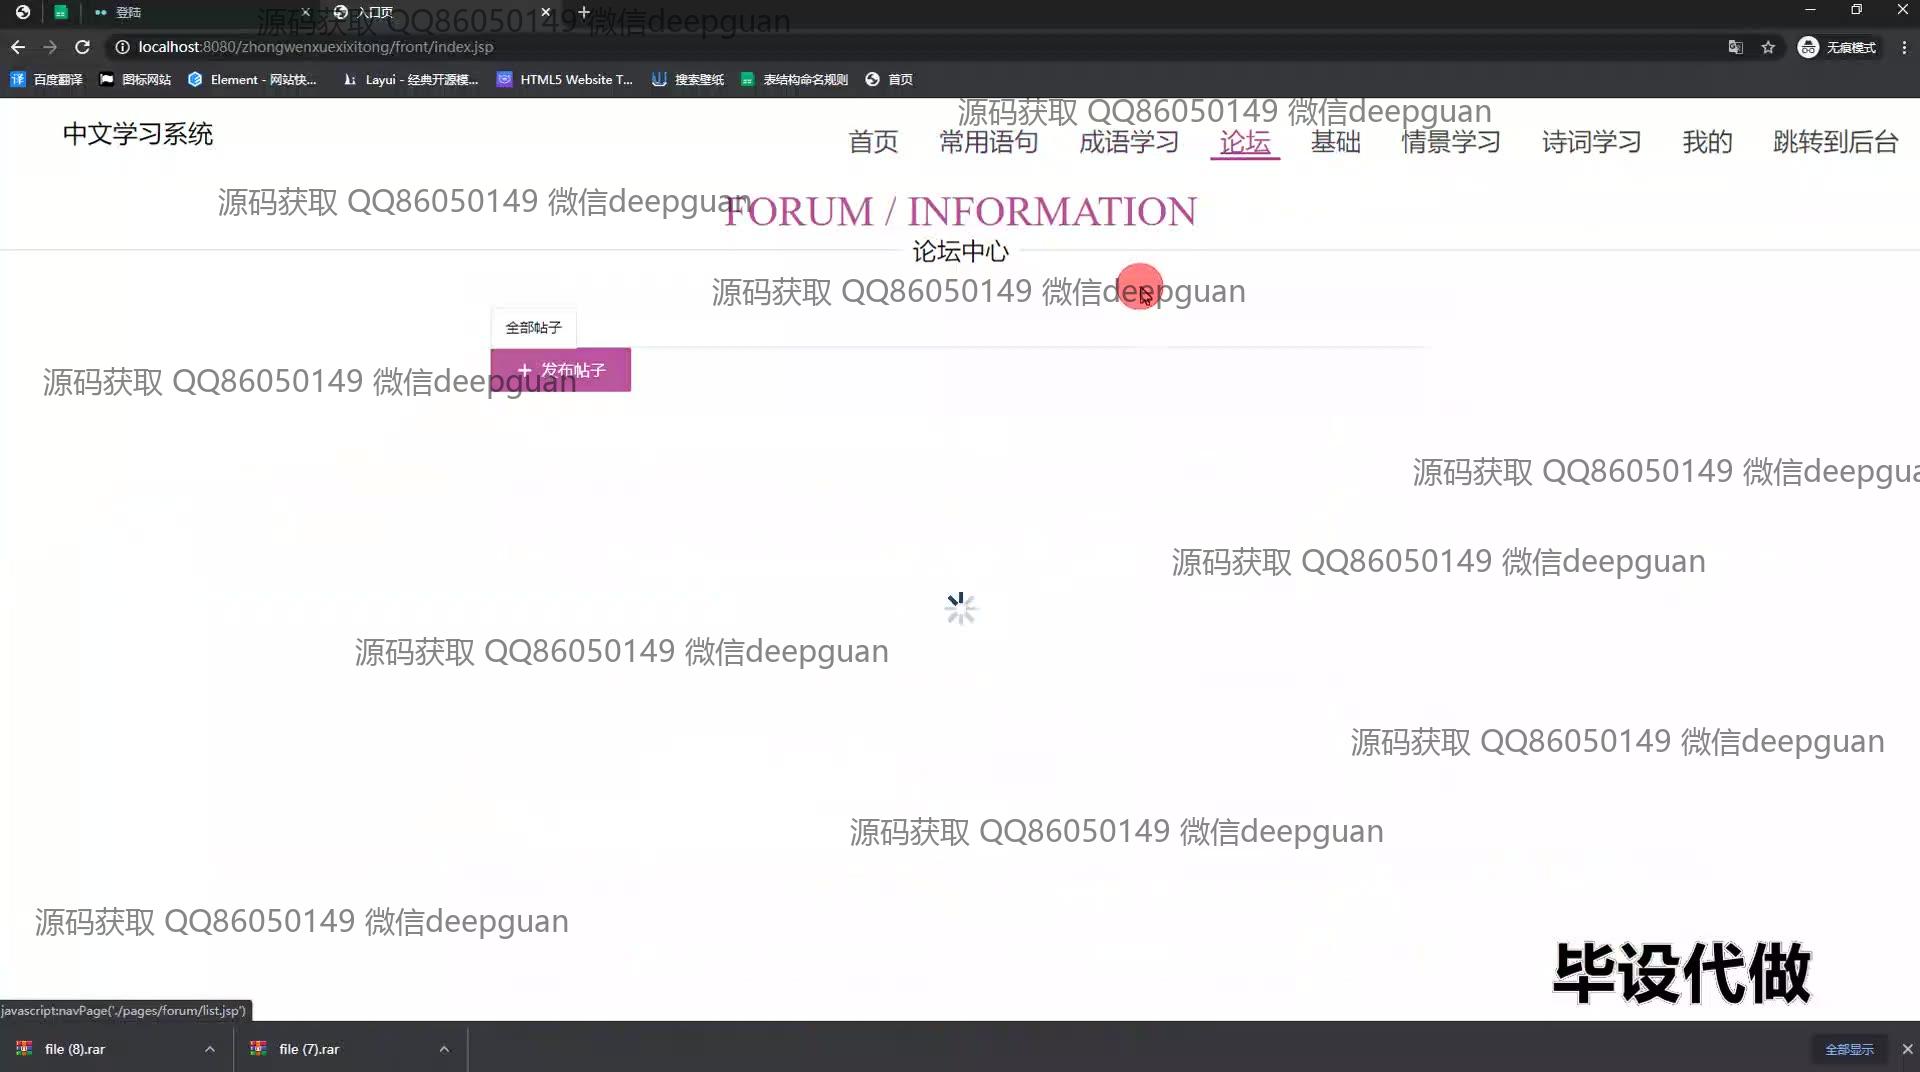 登陆
入口页
源码获取 QQ86050149 微信deepguan
localhost:8080/zhongwenxuexixitong/front/index.jsp
无痕模式
百度翻译
图标网站
Element - 网站快...
Layui - 经典开源模...
HTML5 Website T...
搜索壁纸
表结构命名规则
首页
源码获取 QQ86050149 微信deepguan
中文学习系统
首页
常用语句
成语学习
论坛
基础
情景学习
诗词学习
我的
跳转到后台
源码获取 QQ86050149 微信deepguan
FORUM / INFORMATION
论坛中心
源码获取 QQ86050149 微信deepguan
全部帖子
+ 发布帖子
源码获取 QQ86050149 微信deepguan
源码获取 QQ86050149 微信deepgua
源码获取 QQ86050149 微信deepguan
源码获取 QQ86050149 微信deepguan
源码获取 QQ86050149 微信deepguan
源码获取 QQ86050149 微信deepguan
源码获取 QQ86050149 微信deepguan
毕设代做
javascript:navPage('./pages/forum/list.jsp')
file (8).rar
file (7).rar
全部显示